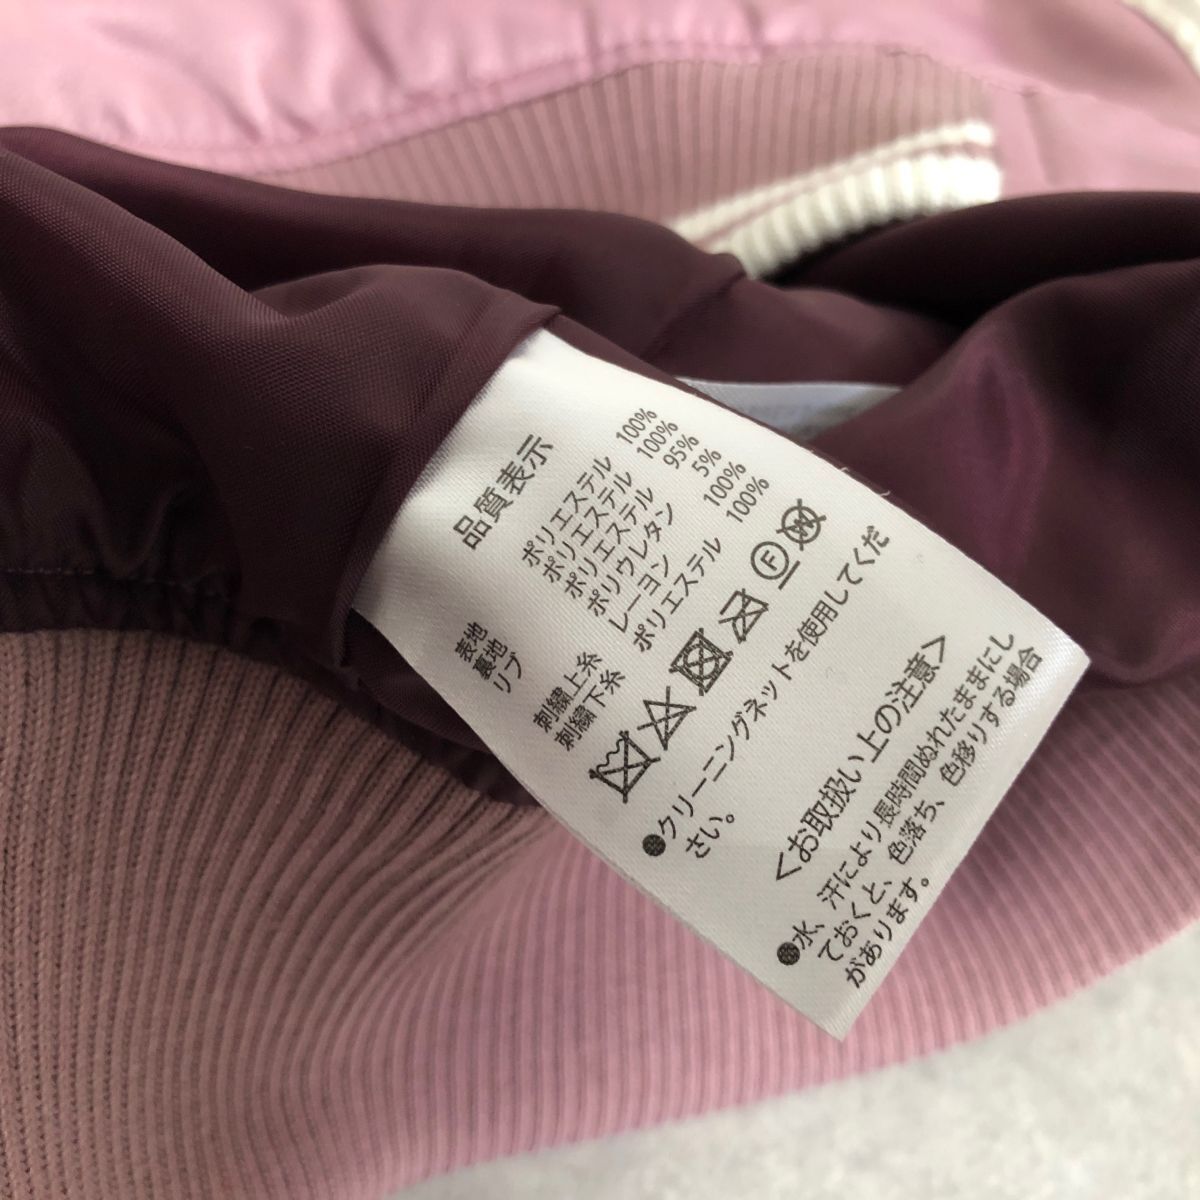 品質表示
表地 ポリエステル 100%
裏地 ポリエステル 100%
リブ ポリエステル 95%
ポリウレタン 5%
刺繍上糸 レーヨン 100%
刺繍下糸 ポリエステル 100%
F W
●クリーニングネットを使用してくだ
さい。
<お取扱い上の注意>
●水、汗により長時間ぬれたままにし
ておくと、色落ち、色移りする場合
があります。